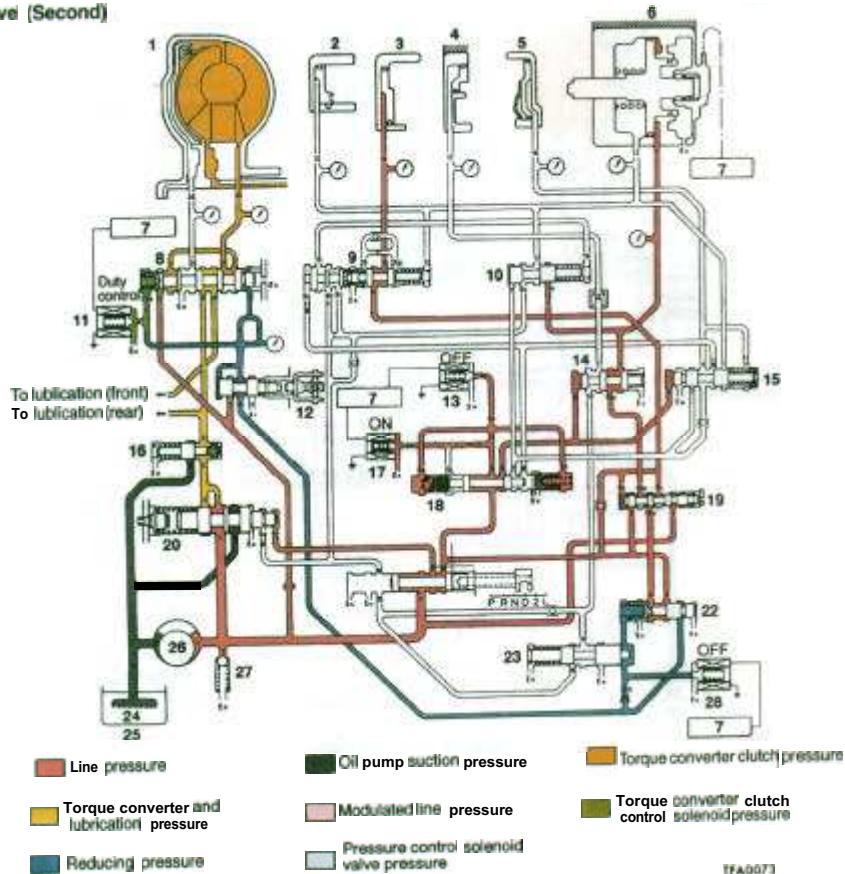 ve (Second)
1
2
3
4
5
6
7
7
8
9
10
Duty
control
11
OFF
14
15
12
7
13
To lublication (front)
To lublication (rear)
ON
16
17
18
19
20
P R N D 2 L
22
26
23
OFF
27
28
24
25
7
Line pressure
Oil pump suction pressure
Torque converter clutch pressure
Torque converter and
lubrication pressure
Modulated line pressure
Torque converter clutch
control solenoid pressure
Reducing pressure
Pressure control solenoid
valve pressure
TFA0073